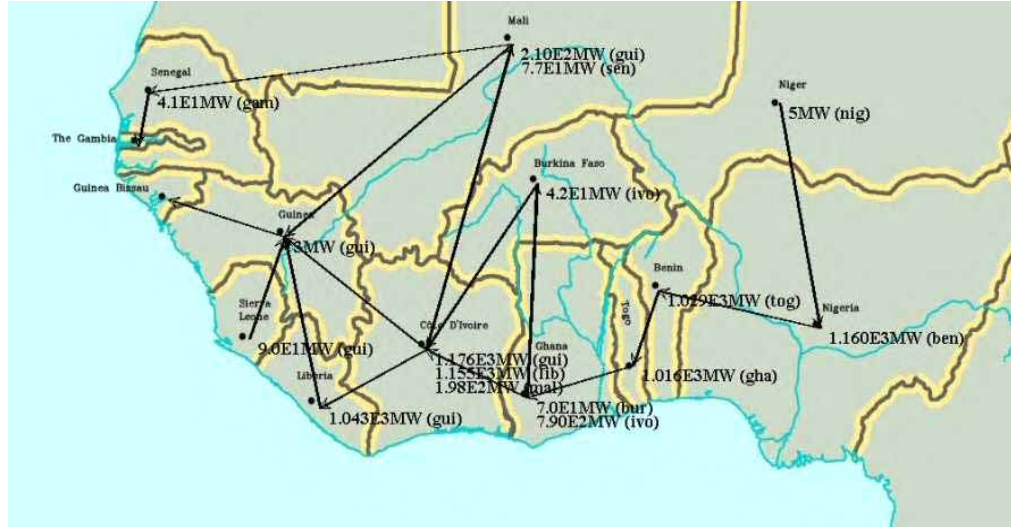 Mali
2.10E2MW (gui)
7.7E1MW (sen)
Senegal
4.1E1MW (gam)
Niger
5MW (nig)
The Gambia
Burkina Faso
4.2E1MW (ivo)
Guinea Bissau
Guinea
3MW (gui)
Benin
1.029E3MW (tog)
Sierra
Leone
9.0E1MW (gui)
Togo
Nigeria
1.160E3MW (ben)
Côte D'Ivoire
1.176E3MW (gui)
1.155E3MW (lib)
1.98E2MW (mal)
Ghana
1.016E3MW (gha)
Liberia
1.043E3MW (gui)
7.0E1MW (bur)
7.90E2MW (ivo)